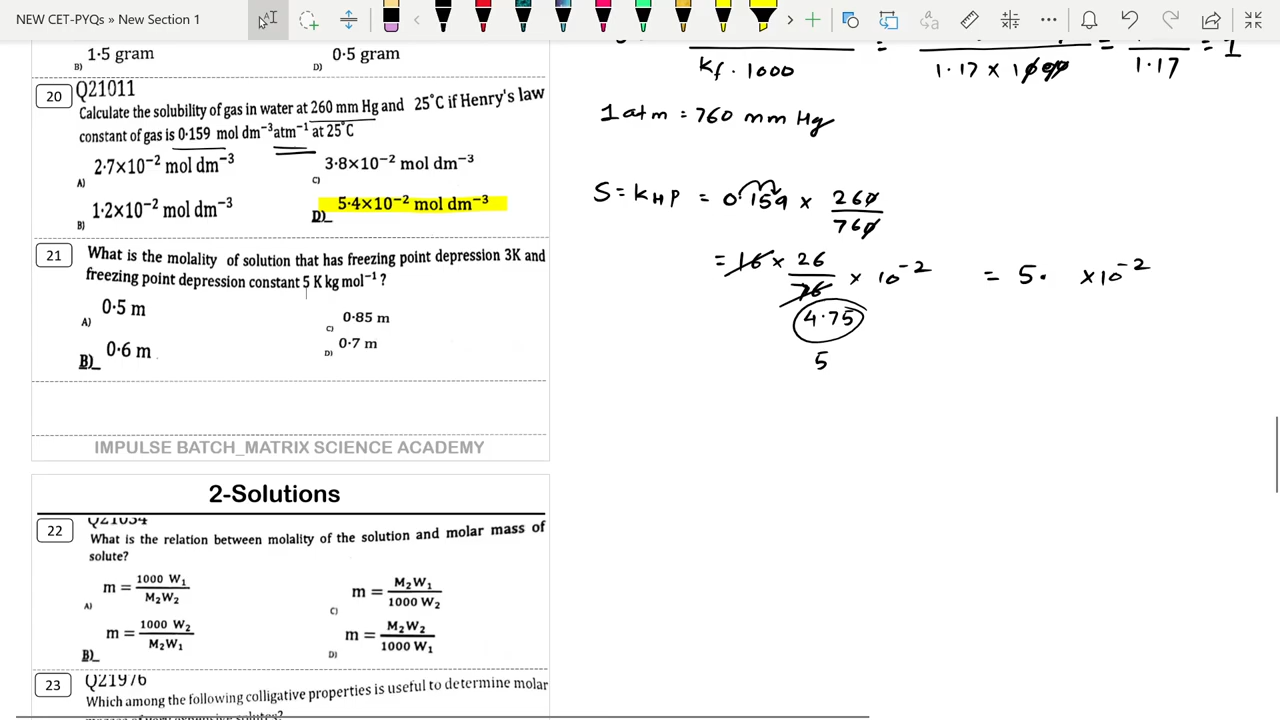 NEW CET-PYQs » New Section 1
B) 1.5 gram
D) 0.5 gram
20
Q21011
Calculate the solubility of gas in water at 260 mm Hg and 25°C if Henry's law
constant of gas is 0.159 mol dm⁻³atm⁻¹ at 25°C
A) 2·7×10⁻² mol dm⁻³
C) 3·8×10⁻² mol dm⁻³
B) 1·2×10⁻² mol dm⁻³
D) 5·4×10⁻² mol dm⁻³
21
What is the molality of solution that has freezing point depression 3K and
freezing point depression constant 5 K kg mol⁻¹ ?
A) 0·5 m
C) 0·85 m
B) 0·6 m
D) 0·7 m
IMPULSE BATCH_MATRIX SCIENCE ACADEMY
2-Solutions
22
Q21034
What is the relation between molality of the solution and molar mass of
solute?
A) m = 1000 W₁ / M₂W₂
C) m = M₂W₁ / 1000 W₂
B) m = 1000 W₂ / M₂W₁
D) m = M₂W₂ / 1000 W₁
23
Q21976
Which among the following colligative properties is useful to determine molar
masses of very expensive solutes?
Kf · 1000 = 1·17 × 1000 = 1·17 = 1
1 atm = 760 mm Hg
S = KHP = 0·159 × 260 / 760
= 16 × 26 / 76 × 10⁻² = 5· ×10⁻²
4·75
5